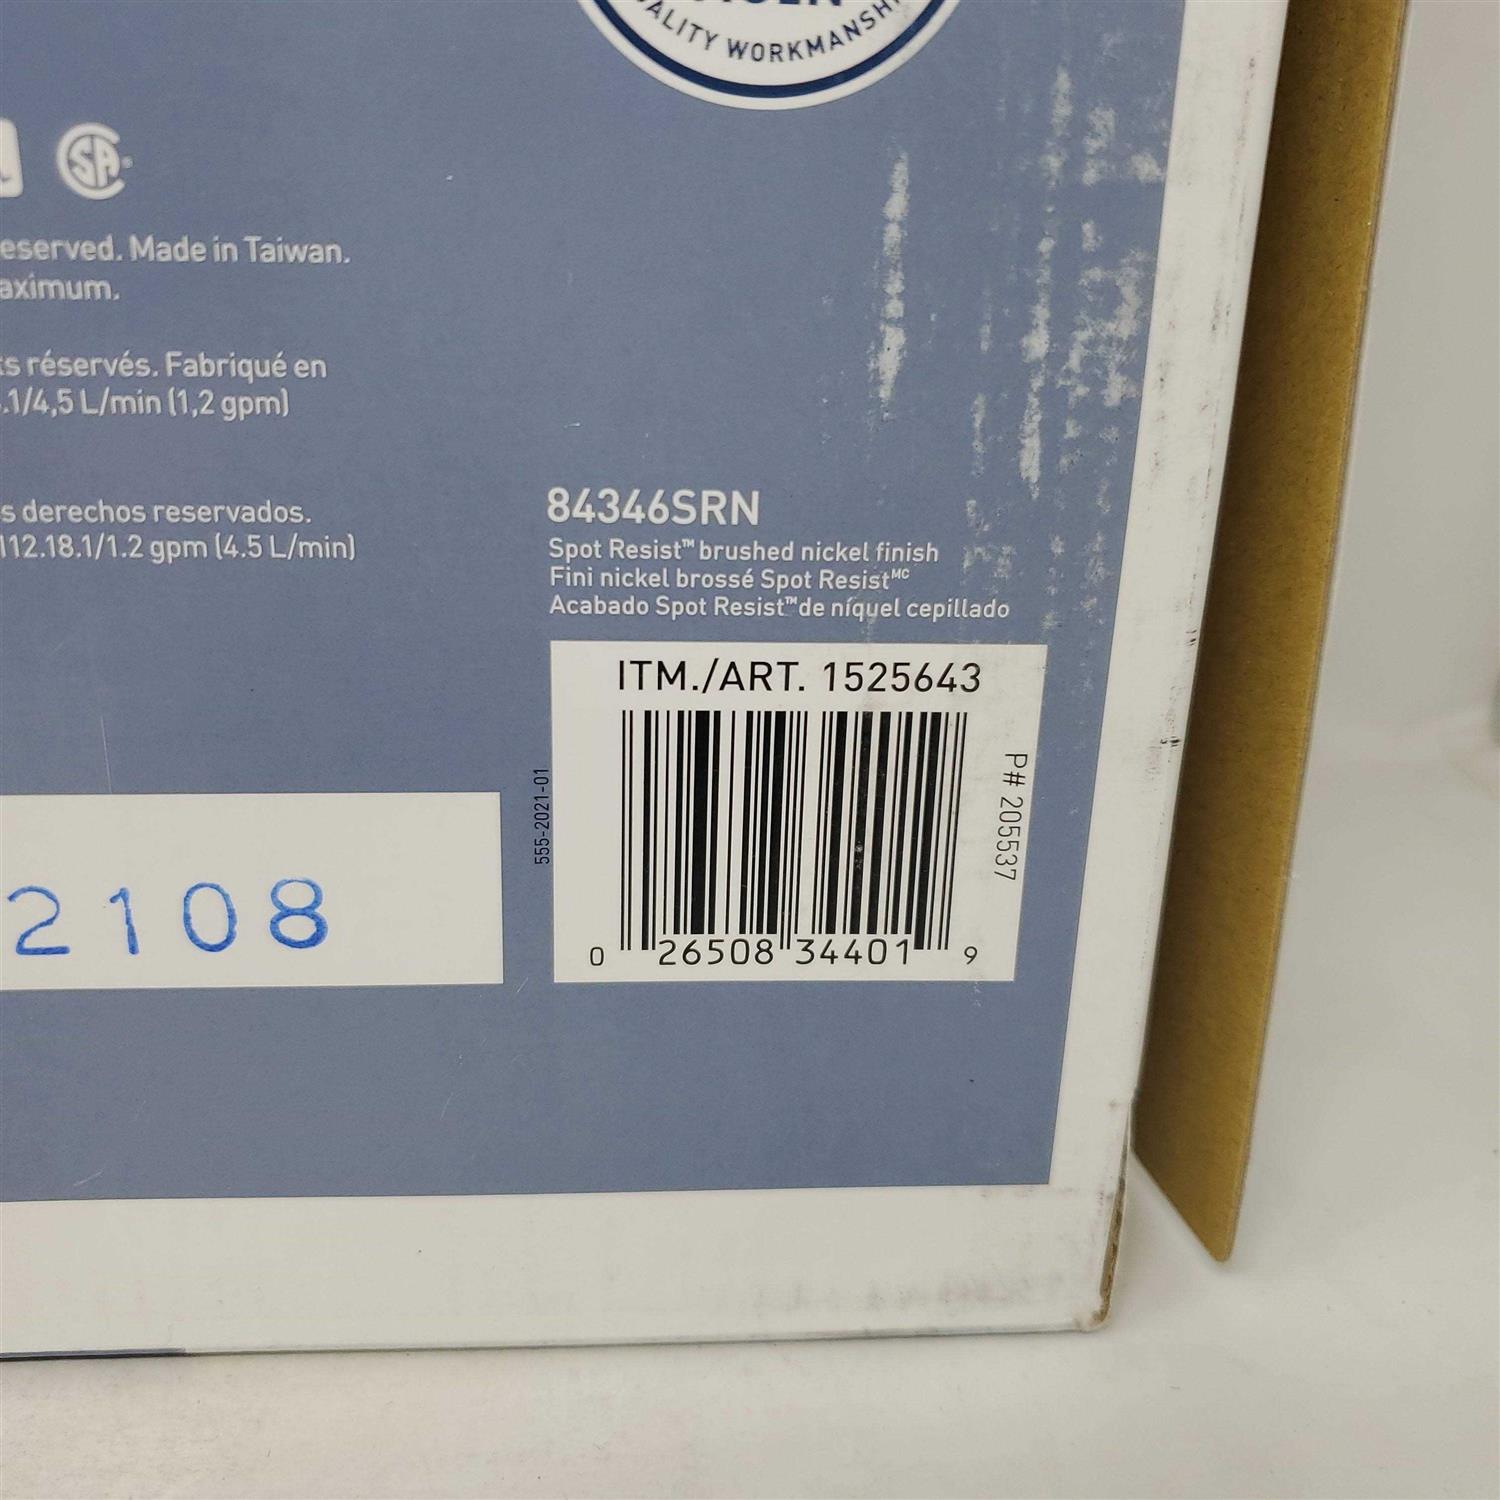 WORKMANSH
SA
eserved. Made in Taiwan.
aximum.
s réservés. Fabriqué en
.1/4,5 L/min (1,2 gpm)
s derechos reservados.
112.18.1/1.2 gpm (4.5 L/min)
84346SRN
Spot Resist™ brushed nickel finish
Fini nickel brossé Spot Resist ᴹᶜ
Acabado Spot Resist™ de níquel cepillado
ITM./ART. 1525643
555-2021-01
P# 205537
0 26508 34401 9
2108